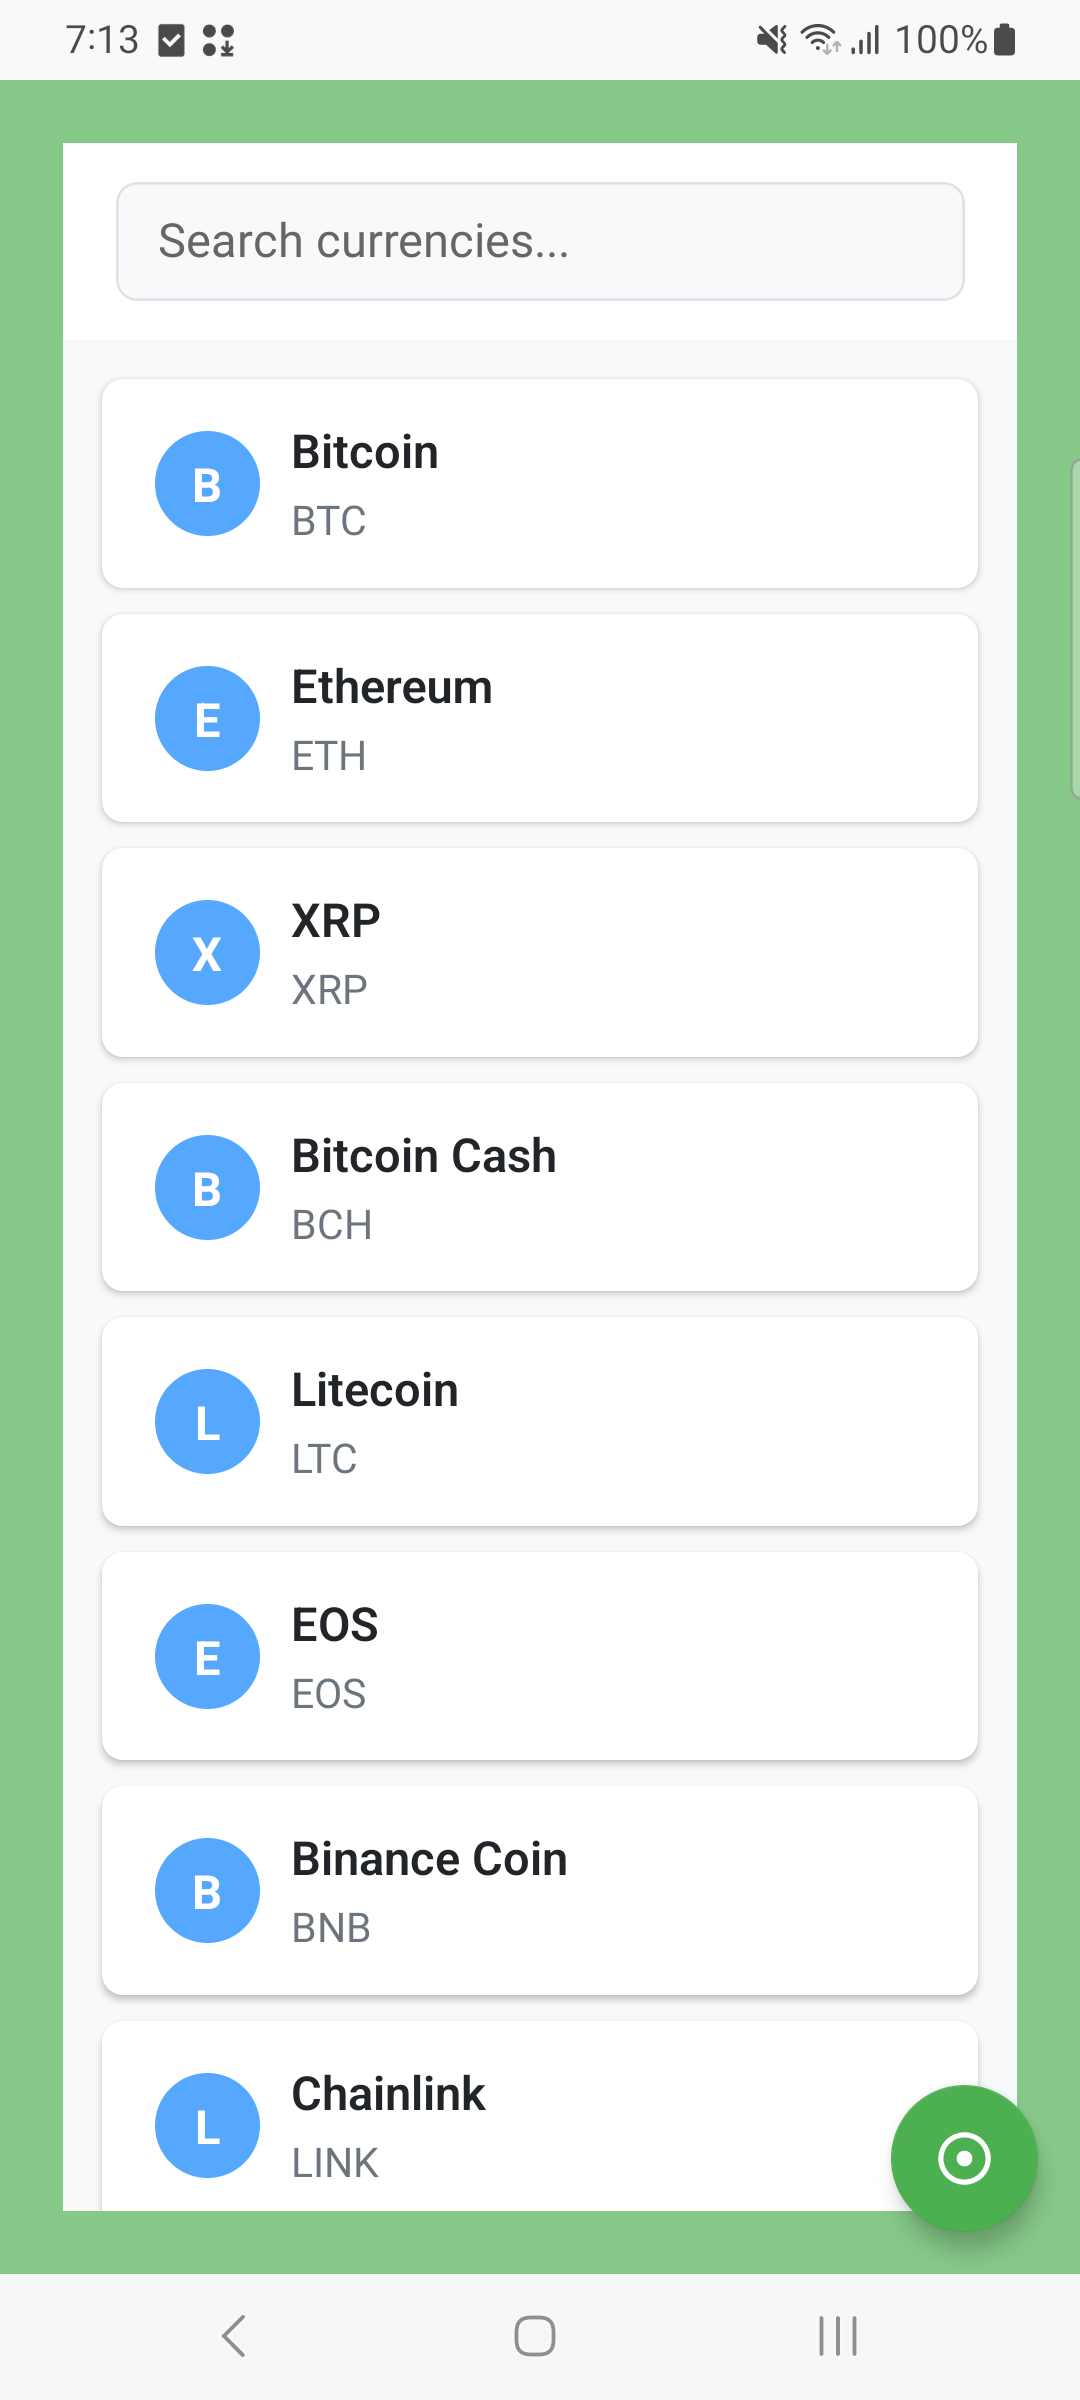 7:13 100%
Search currencies...
B
Bitcoin
BTC
E
Ethereum
ETH
X
XRP
XRP
B
Bitcoin Cash
BCH
L
Litecoin
LTC
E
EOS
EOS
B
Binance Coin
BNB
L
Chainlink
LINK